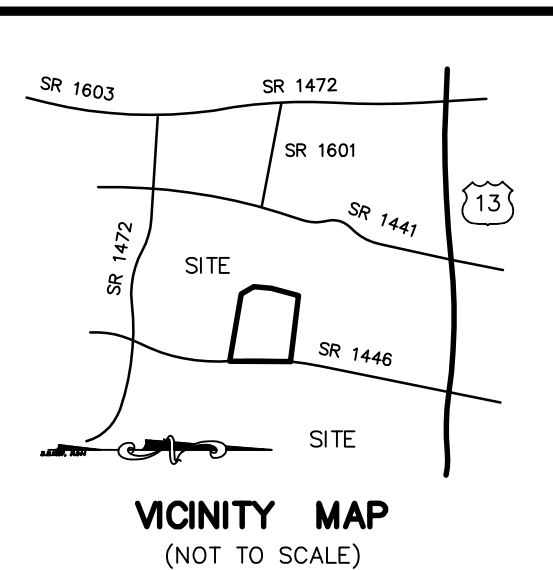 SR 1603
SR 1472
SR 1601
13
SR 1441
SR 1472
SITE
SR 1446
SITE
VICINITY MAP
(NOT TO SCALE)